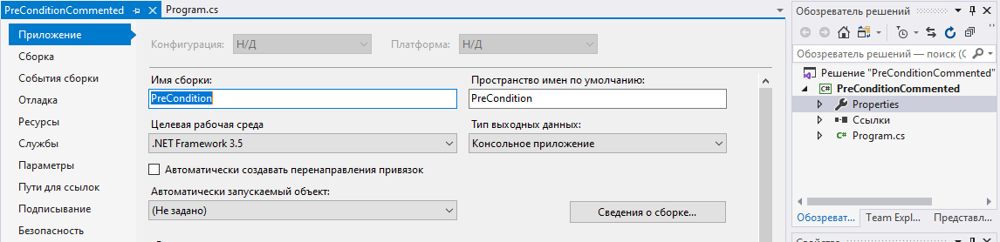 PreConditionCommented
Program.cs
Приложение
Сборка
События сборки
Отладка
Ресурсы
Службы
Параметры
Пути для ссылок
Подписывание
Безопасность
Конфигурация: Н/Д Платформа: Н/Д
Имя сборки: Пространство имен по умолчанию:
PreCondition PreCondition
Целевая рабочая среда Тип выходных данных:
.NET Framework 3.5 Консольное приложение
Автоматически создавать перенаправления привязок
Автоматически запускаемый объект:
(Не задано) Сведения о сборке...
Обозреватель решений
Обозреватель решений — поиск (С
Решение "PreConditionCommented"
C# PreConditionCommented
Properties
Ссылки
C# Program.cs
Обозреват... Team Expl... Представл...